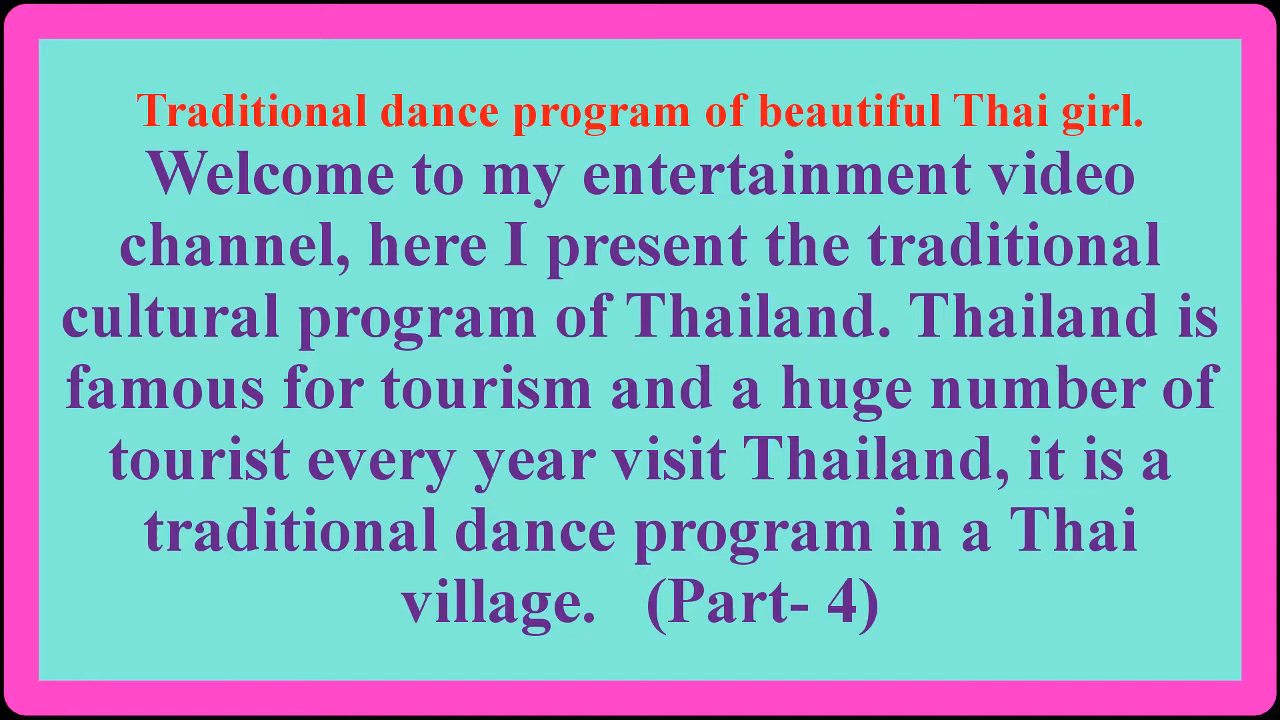 Traditional dance program of beautiful Thai girl.
Welcome to my entertainment video
channel, here I present the traditional
cultural program of Thailand. Thailand is
famous for tourism and a huge number of
tourist every year visit Thailand, it is a
traditional dance program in a Thai
village.   (Part- 4)